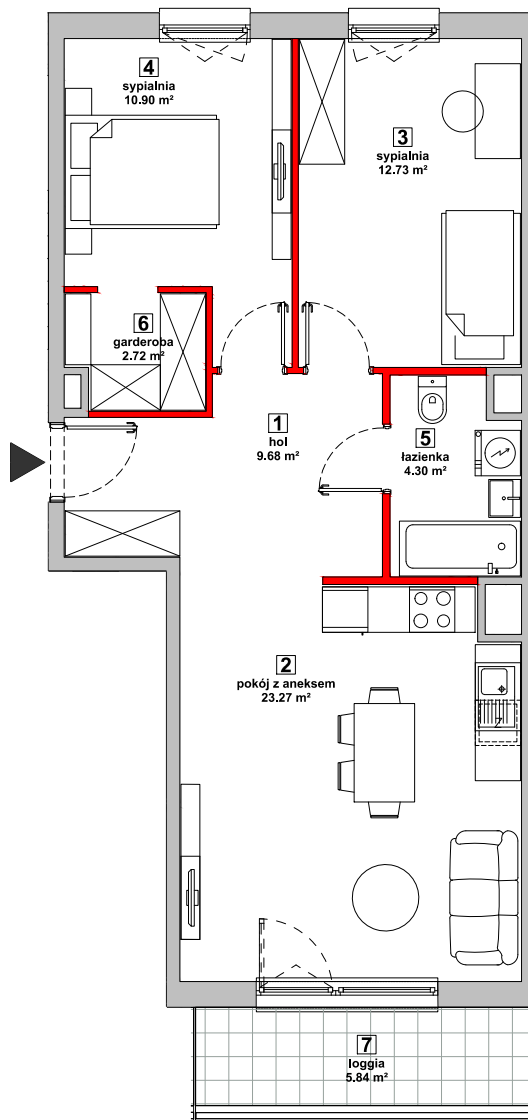 4
sypialnia
10.90 m²
3
sypialnia
12.73 m²
6
garderoba
2.72 m²
1
hol
9.68 m²
5
łazienka
4.30 m²
2
pokój z aneksem
23.27 m²
Z
7
loggia
5.84 m²